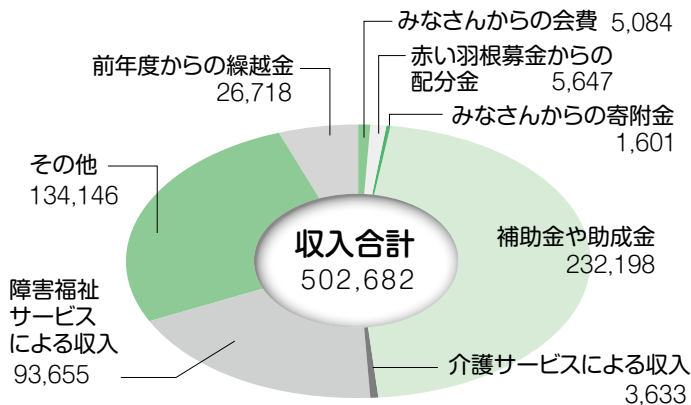 みなさんからの会費 5,084
赤い羽根募金からの
配分金 5,647
みなさんからの寄附金
1,601
補助金や助成金
232,198
介護サービスによる収入
3,633
障害福祉
サービス
による収入
93,655
その他
134,146
前年度からの繰越金
26,718
収入合計
502,682